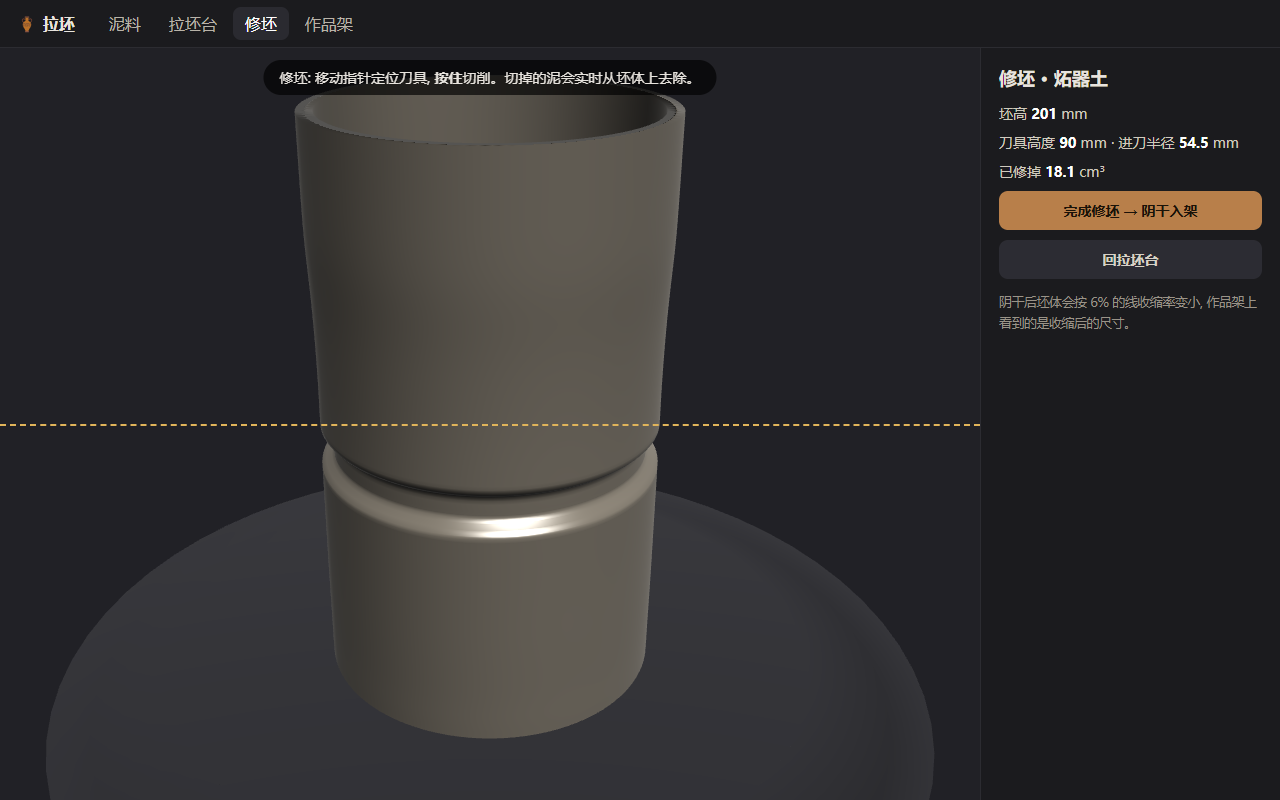 拉坯 泥料 拉坯台 修坯 作品架
修坯: 移动指针定位刀具, 按住切削。切掉的泥会实时从坯体上去除。
修坯 · 炻器土
坯高 201 mm
刀具高度 90 mm · 进刀半径 54.5 mm
已修掉 18.1 cm³
完成修坯 → 阴干入架
回拉坯台
阴干后坯体会按 6% 的线收缩率变小, 作品架上
看到的是收缩后的尺寸。